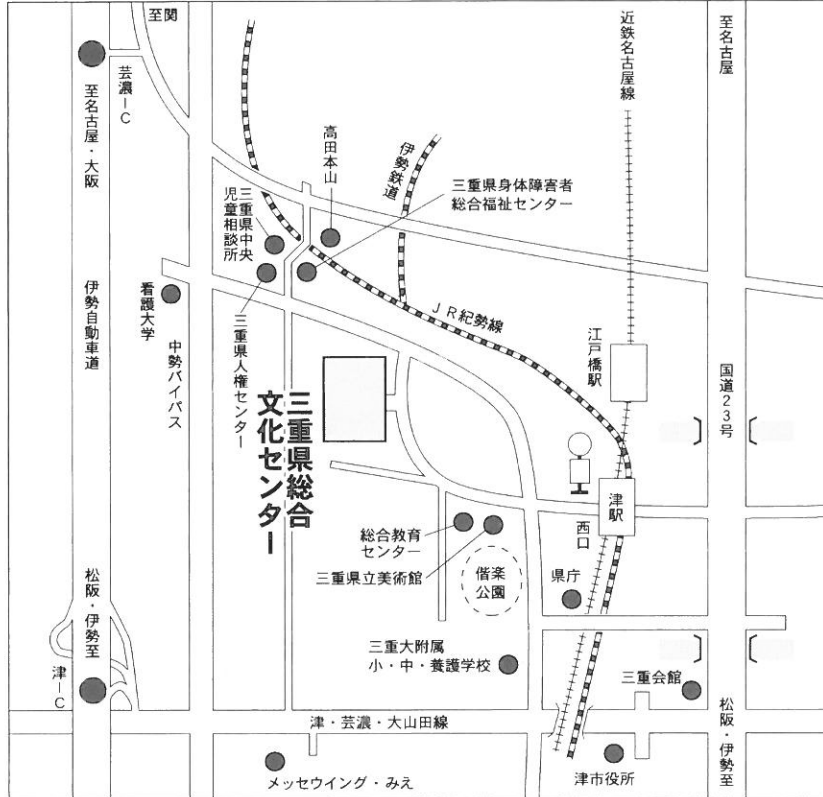 至関
芸濃IC
至名古屋・大阪
近鉄名古屋線
至名古屋
高田本山
伊勢鉄道
三重県身体障害者
総合福祉センター
三重県中央
児童相談所
看護大学
伊勢自動車道
中勢バイパス
三重県人権センター
JR紀勢線
江戸橋駅
国道23号
三重県総合
文化センター
津駅
西口
総合教育
センター
三重県立美術館
偕楽
公園
県庁
松阪・伊勢至
三重大附属
小・中・養護学校
津IC
三重会館
津・芸濃・大山田線
松阪・伊勢至
メッセウイング・みえ
津市役所